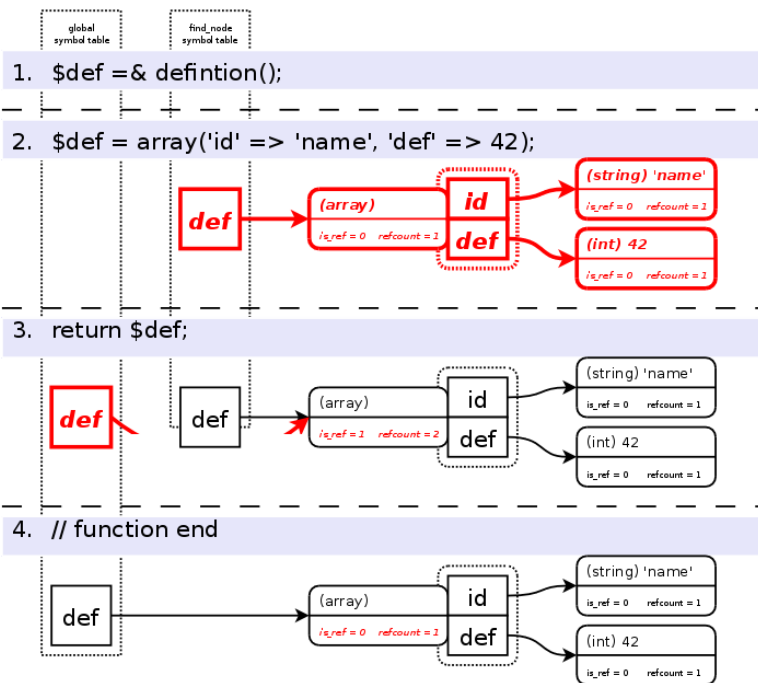 global
symbol table
find_node
symbol table
1. $def =& defintion();
2. $def = array('id' => 'name', 'def' => 42);
def
(array)
is_ref = 0 refcount = 1
id
def
(string) 'name'
is_ref = 0 refcount = 1
(int) 42
is_ref = 0 refcount = 1
3. return $def;
def
def
(array)
is_ref = 1 refcount = 2
id
def
(string) 'name'
is_ref = 0 refcount = 1
(int) 42
is_ref = 0 refcount = 1
4. // function end
def
(array)
is_ref = 0 refcount = 1
id
def
(string) 'name'
is_ref = 0 refcount = 1
(int) 42
is_ref = 0 refcount = 1